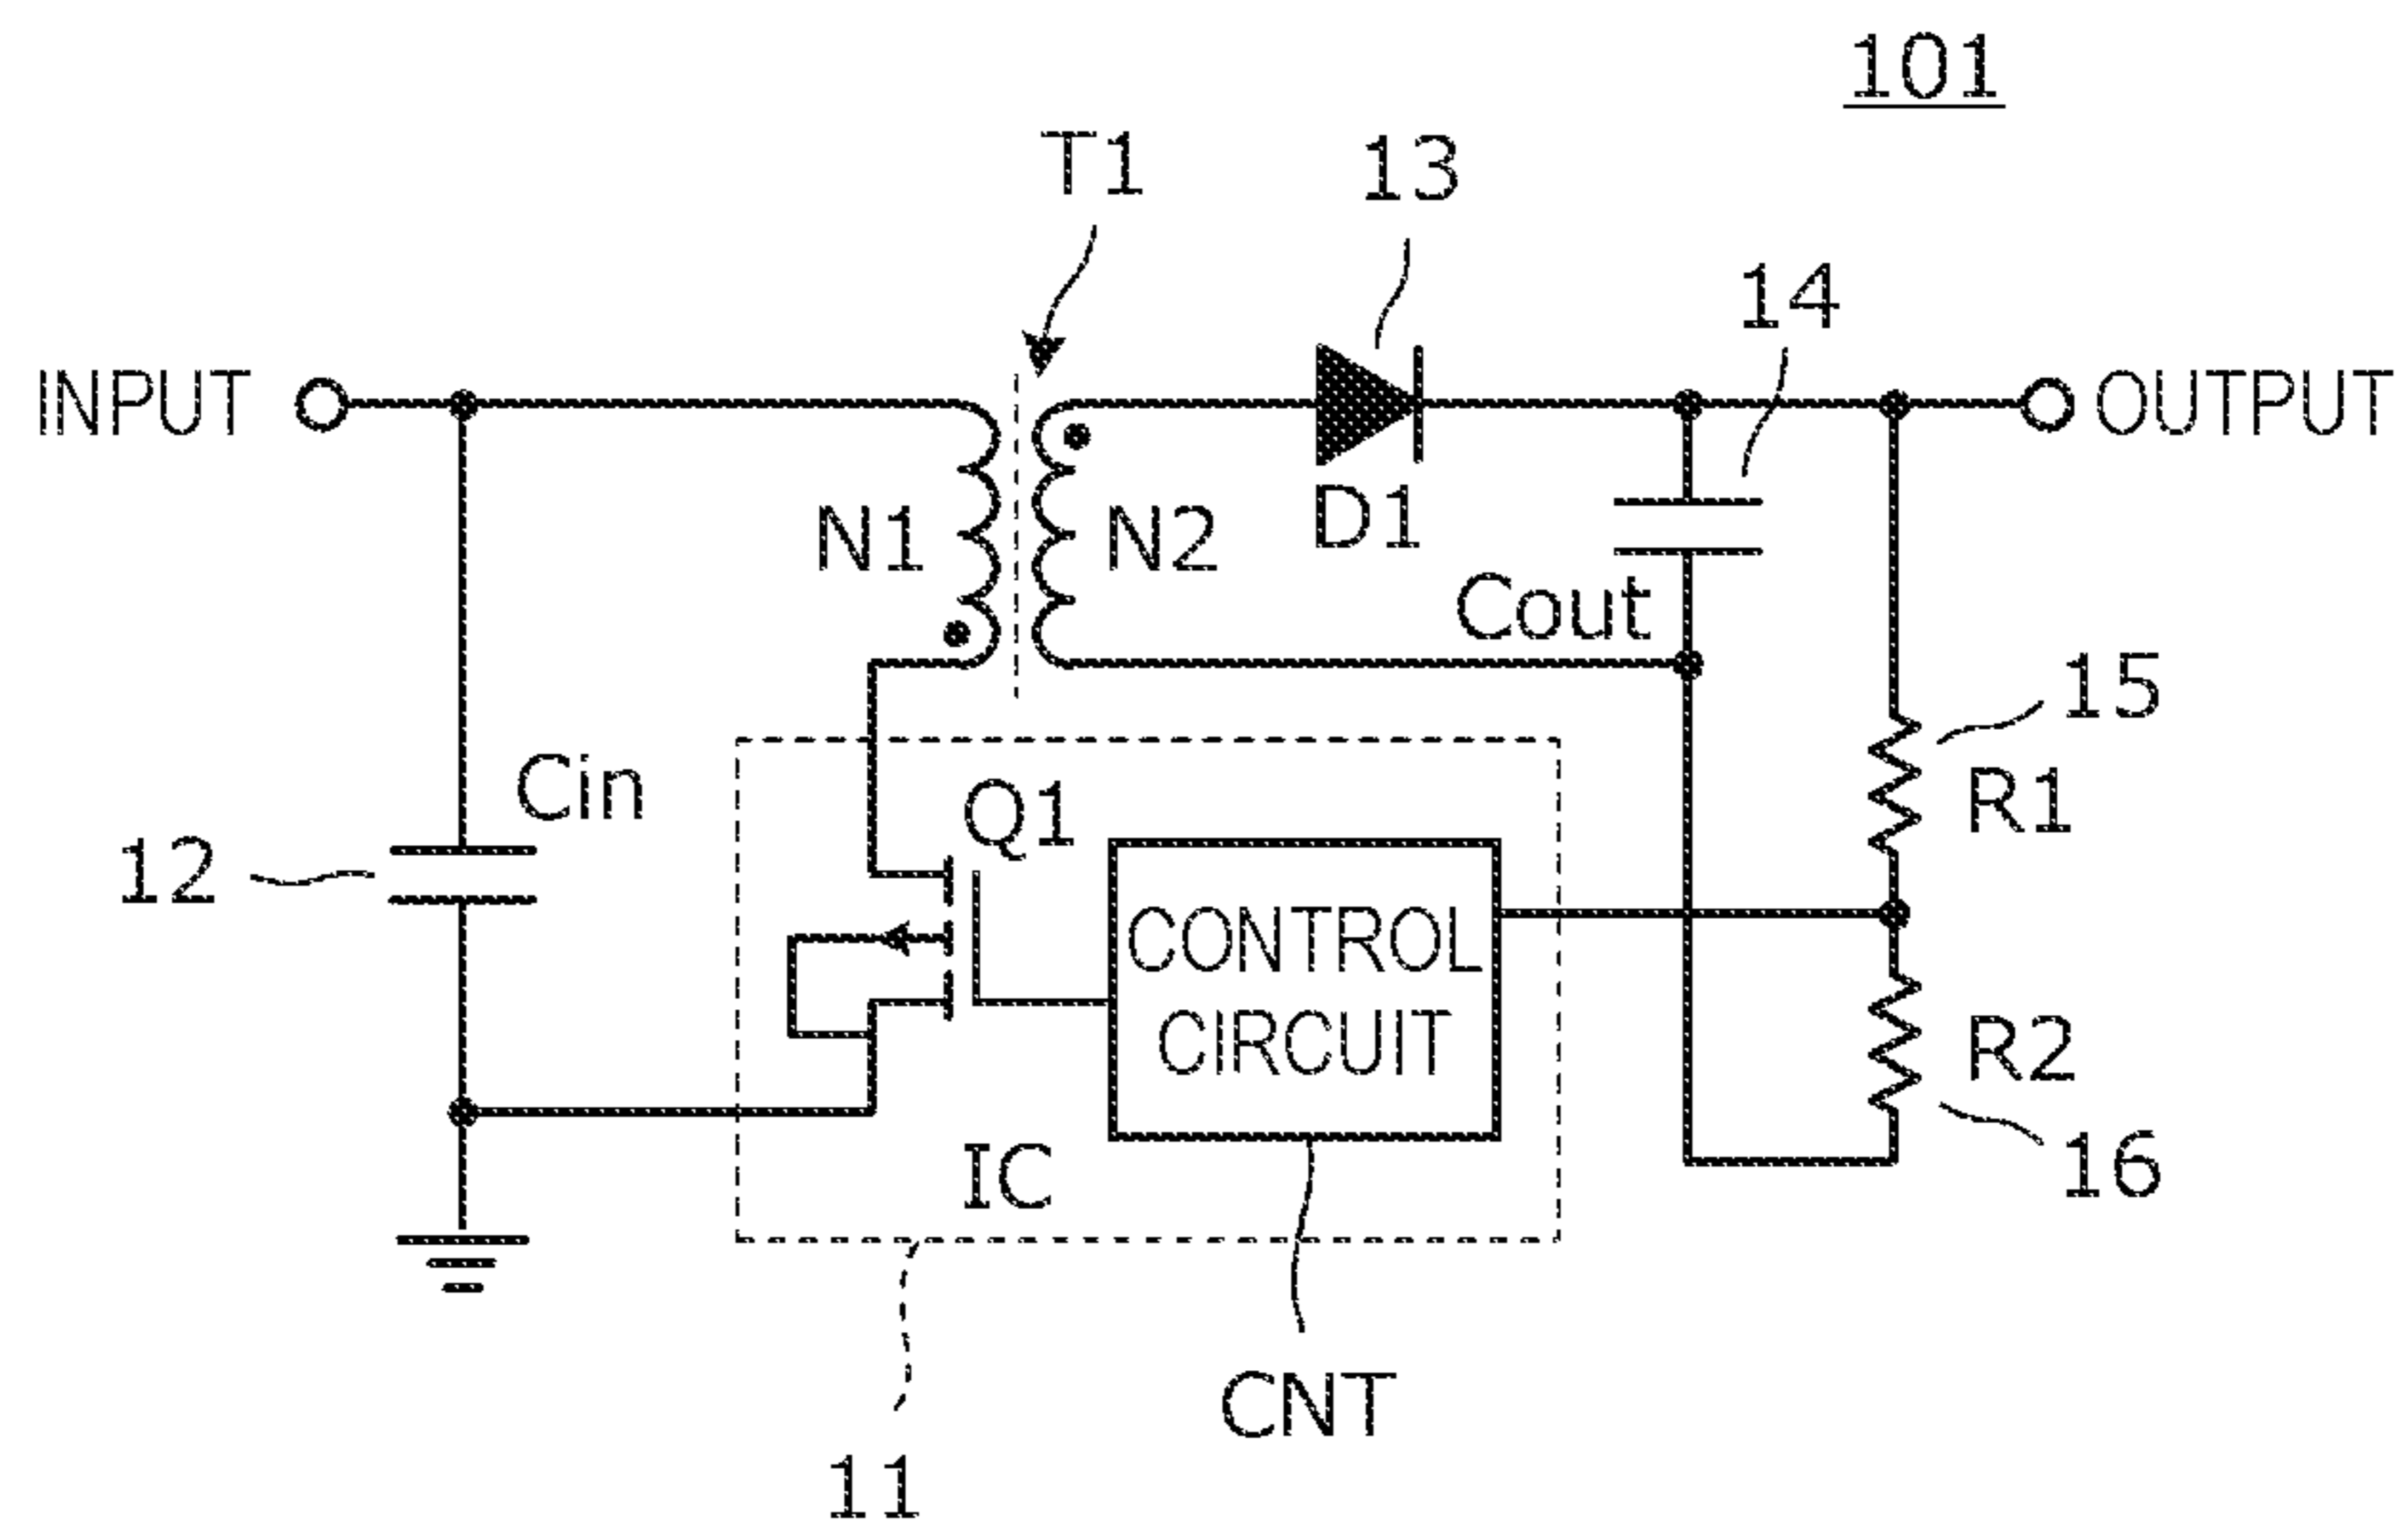 101
T1
13
14
INPUT
OUTPUT
N1
N2
D1
Cout
15
Cin
Q1
R1
12
CONTROL
CIRCUIT
R2
IC
16
CNT
11